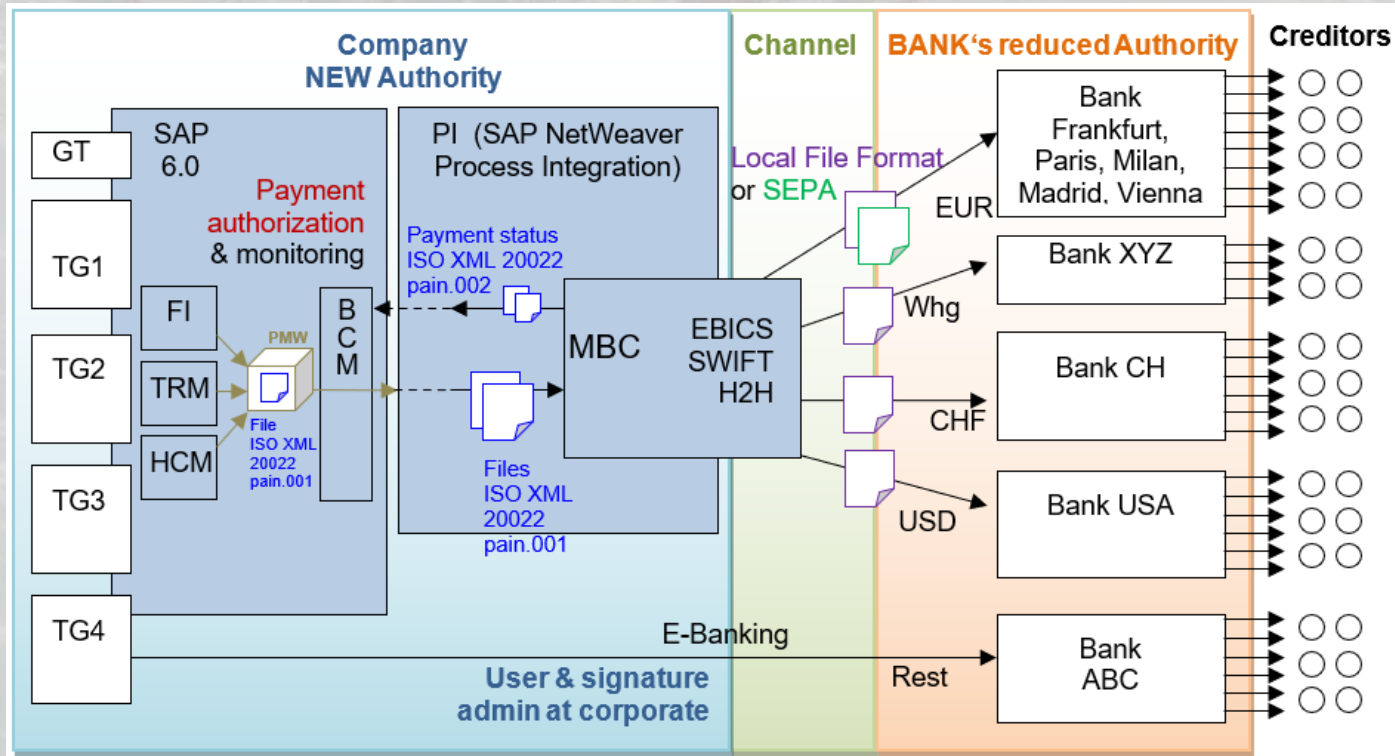 Company
NEW Authority
Channel
BANK‘s reduced Authority
Creditors
GT
TG1
TG2
TG3
TG4
SAP
6.0
Payment
authorization
& monitoring
FI
TRM
HCM
PMW
File
ISO XML
20022
pain.001
B
C
M
PI (SAP NetWeaver
Process Integration)
Payment status
ISO XML 20022
pain.002
Files
ISO XML
20022
pain.001
MBC
EBICS
SWIFT
H2H
Local File Format
or SEPA
EUR
Whg
CHF
USD
Bank
Frankfurt,
Paris, Milan,
Madrid, Vienna
Bank XYZ
Bank CH
Bank USA
E-Banking
Rest
Bank
ABC
User & signature
admin at corporate